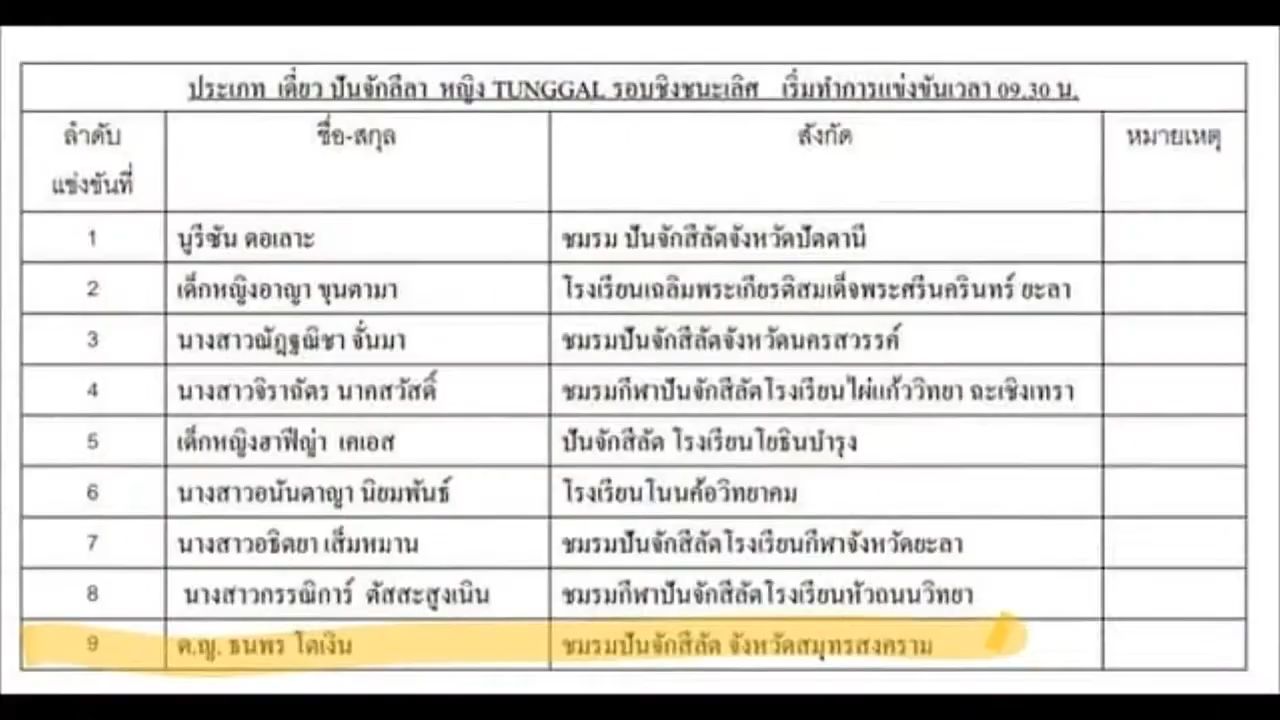 ประเภท เดี่ยว ปันจักลีลา หญิง TUNGGAL รอบชิงชนะเลิศ เริ่มทำการแข่งขันเวลา 09.30 น.
ลำดับ แข่งขันที่ ชื่อ-สกุล สังกัด หมายเหตุ
1 นูรีซัน ดอเลาะ ชมรม ปันจักสีลัตจังหวัดปัตตานี
2 เด็กหญิงอาญา ขุนดามา โรงเรียนเฉลิมพระเกียรติสมเด็จพระศรีนครินทร์ ยะลา
3 นางสาวณัฏฐณิชา จั่นมา ชมรมปันจักสีลัตจังหวัดนครสวรรค์
4 นางสาวจิราฉัตร นาคสวัสดิ์ ชมรมกีฬาปันจักสีลัตโรงเรียนไผ่แก้ววิทยา ฉะเชิงเทรา
5 เด็กหญิงฮาฟีญ่า เคเอส ปันจักสีลัต โรงเรียนโยธินบำรุง
6 นางสาวอนันตาญา นิยมพันธ์ โรงเรียนโนนค้อวิทยาคม
7 นางสาวอธิตยา เส็มหมาน ชมรมปันจักสีลัตโรงเรียนกีฬาจังหวัดยะลา
8 นางสาวกรรณิการ์ ตัสสะสูงเนิน ชมรมกีฬาปันจักสีลัตโรงเรียนหัวถนนวิทยา
9 ด.ญ. ธนพร โตเงิน ชมรมปันจักสีลัต จังหวัดสมุทรสงคราม